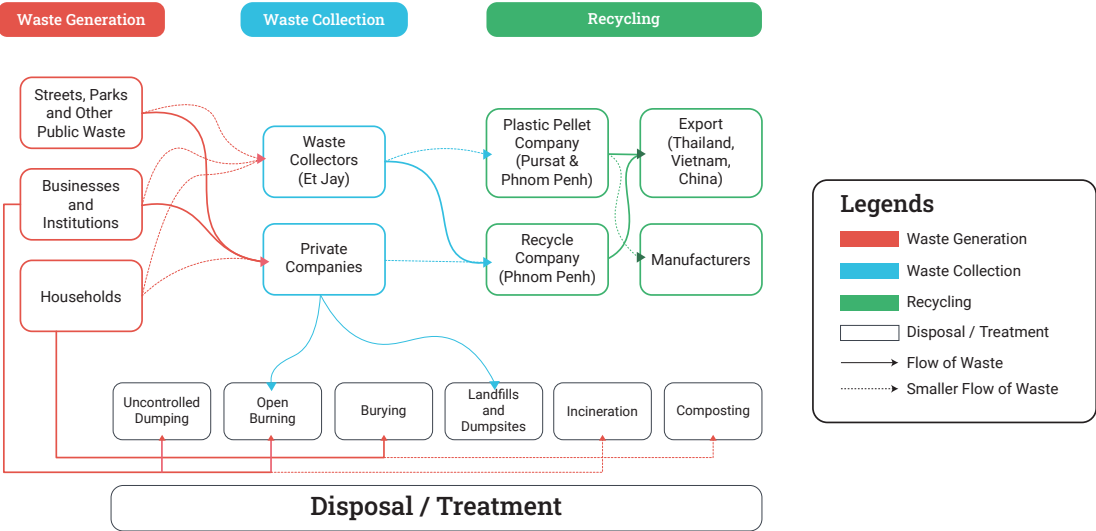 Waste Generation
Waste Collection
Recycling
Streets, Parks
and Other
Public Waste
Businesses
and
Institutions
Households
Waste
Collectors
(Et Jay)
Private
Companies
Plastic Pellet
Company
(Pursat &
Phnom Penh)
Recycle
Company
(Phnom Penh)
Export
(Thailand,
Vietnam,
China)
Manufacturers
Uncontrolled
Dumping
Open
Burning
Burying
Landfills
and
Dumpsites
Incineration
Composting
Disposal / Treatment
Legends
Waste Generation
Waste Collection
Recycling
Disposal / Treatment
Flow of Waste
Smaller Flow of Waste